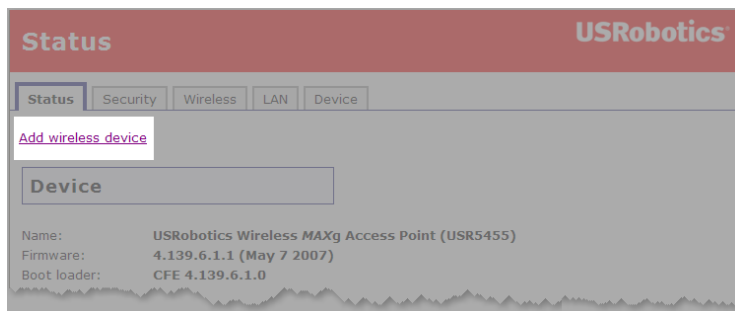 Status
USRobotics
Status Security Wireless LAN Device
Add wireless device
Device
Name: USRobotics Wireless MAXg Access Point (USR5455)
Firmware: 4.139.6.1.1 (May 7 2007)
Boot loader: CFE 4.139.6.1.0